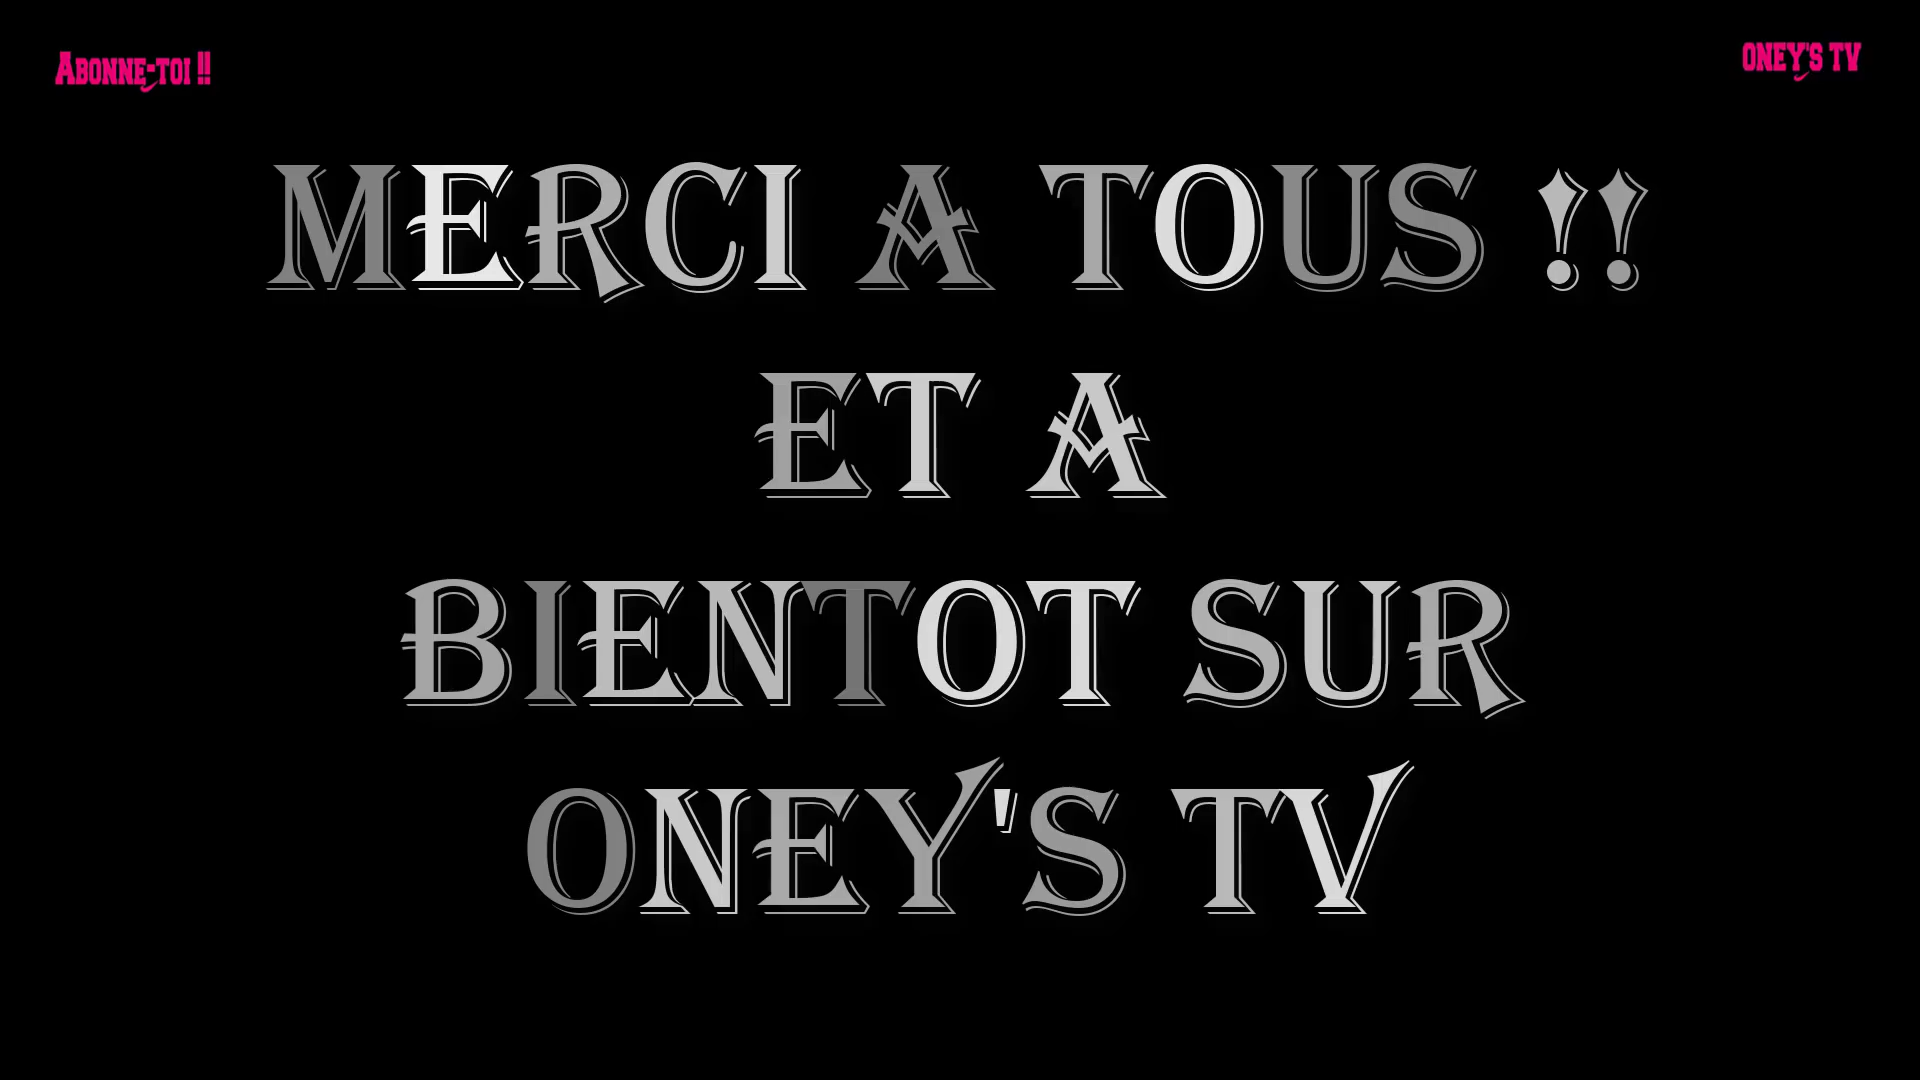 Abonne-toi !!
ONEY'S TV
MERCI A TOUS !!
ET A
BIENTOT SUR
ONEY'S TV